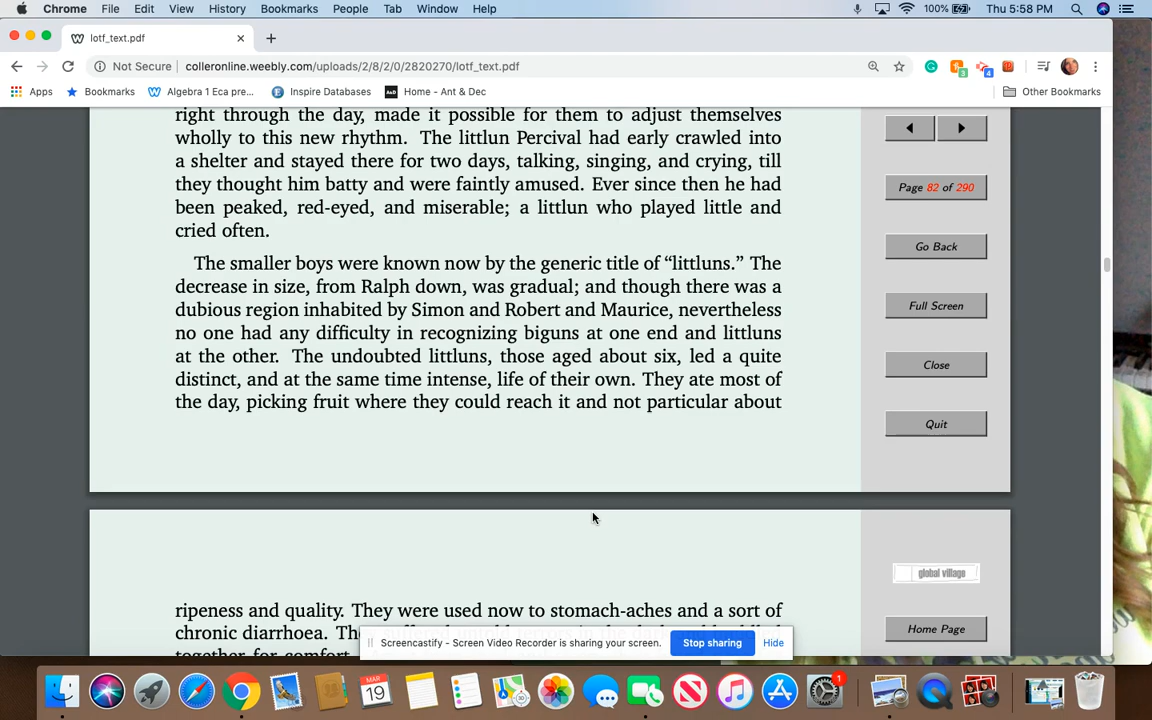 Chrome File Edit View History Bookmarks People Tab Window Help 100% Thu 5:58 PM
lotf_text.pdf
Not Secure colleronline.weebly.com/uploads/2/8/2/0/2820270/lotf_text.pdf 3 4
Apps Bookmarks Algebra 1 Eca pre... Inspire Databases A&D Home - Ant & Dec Other Bookmarks
right through the day, made it possible for them to adjust themselves
wholly to this new rhythm. The littlun Percival had early crawled into
a shelter and stayed there for two days, talking, singing, and crying, till
they thought him batty and were faintly amused. Ever since then he had
been peaked, red-eyed, and miserable; a littlun who played little and
cried often.
The smaller boys were known now by the generic title of “littluns.” The
decrease in size, from Ralph down, was gradual; and though there was a
dubious region inhabited by Simon and Robert and Maurice, nevertheless
no one had any difficulty in recognizing biguns at one end and littluns
at the other. The undoubted littluns, those aged about six, led a quite
distinct, and at the same time intense, life of their own. They ate most of
the day, picking fruit where they could reach it and not particular about
Page 82 of 290
Go Back
Full Screen
Close
Quit
global village
Home Page
ripeness and quality. They were used now to stomach-aches and a sort of
chronic diarrhoea.
together for comfort.
Screencastify - Screen Video Recorder is sharing your screen. Stop sharing Hide
MAR
19
1